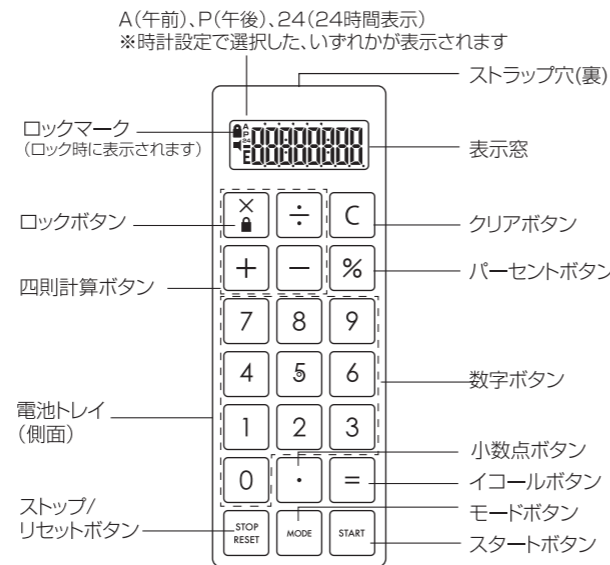 A(午前)、P(午後)、24(24時間表示)
※時計設定で選択した、いずれかが表示されます
ストラップ穴(裏)
ロックマーク
(ロック時に表示されます)
A
P
24
E 88:88:88
表示窓
ロックボタン
× ÷ C
クリアボタン
四則計算ボタン
+ − %
パーセントボタン
7 8 9
4 5 6
数字ボタン
電池トレイ
(側面)
1 2 3
小数点ボタン
0 · =
イコールボタン
ストップ/
リセットボタン
モードボタン
STOP
RESET
MODE
START
スタートボタン